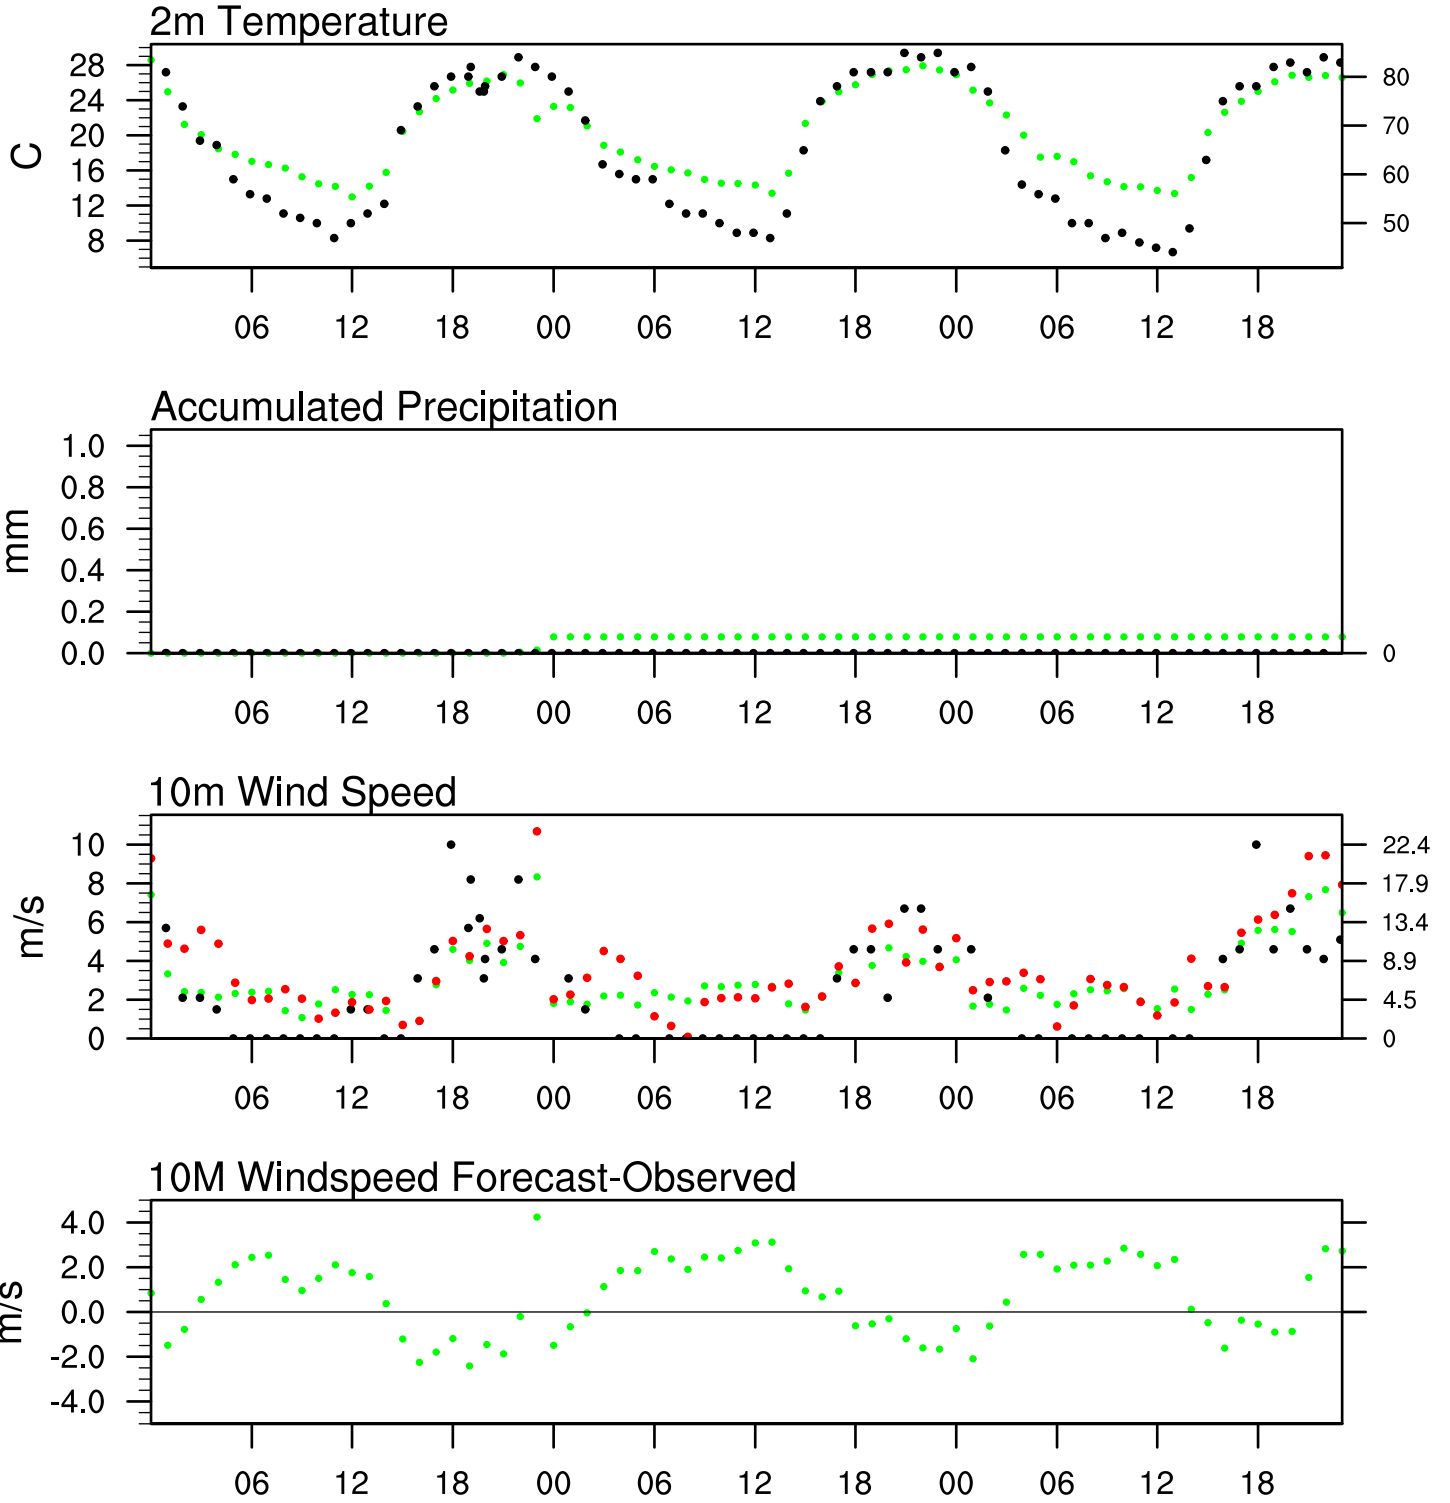 2m Temperature
C
28
24
20
16
12
8
80
70
60
50
06 12 18 00 06 12 18 00 06 12 18
Accumulated Precipitation
mm
1.0
0.8
0.6
0.4
0.2
0.0
0
06 12 18 00 06 12 18 00 06 12 18
10m Wind Speed
m/s
10
8
6
4
2
0
22.4
17.9
13.4
8.9
4.5
0
06 12 18 00 06 12 18 00 06 12 18
10M Windspeed Forecast-Observed
m/s
4.0
2.0
0.0
-2.0
-4.0
06 12 18 00 06 12 18 00 06 12 18